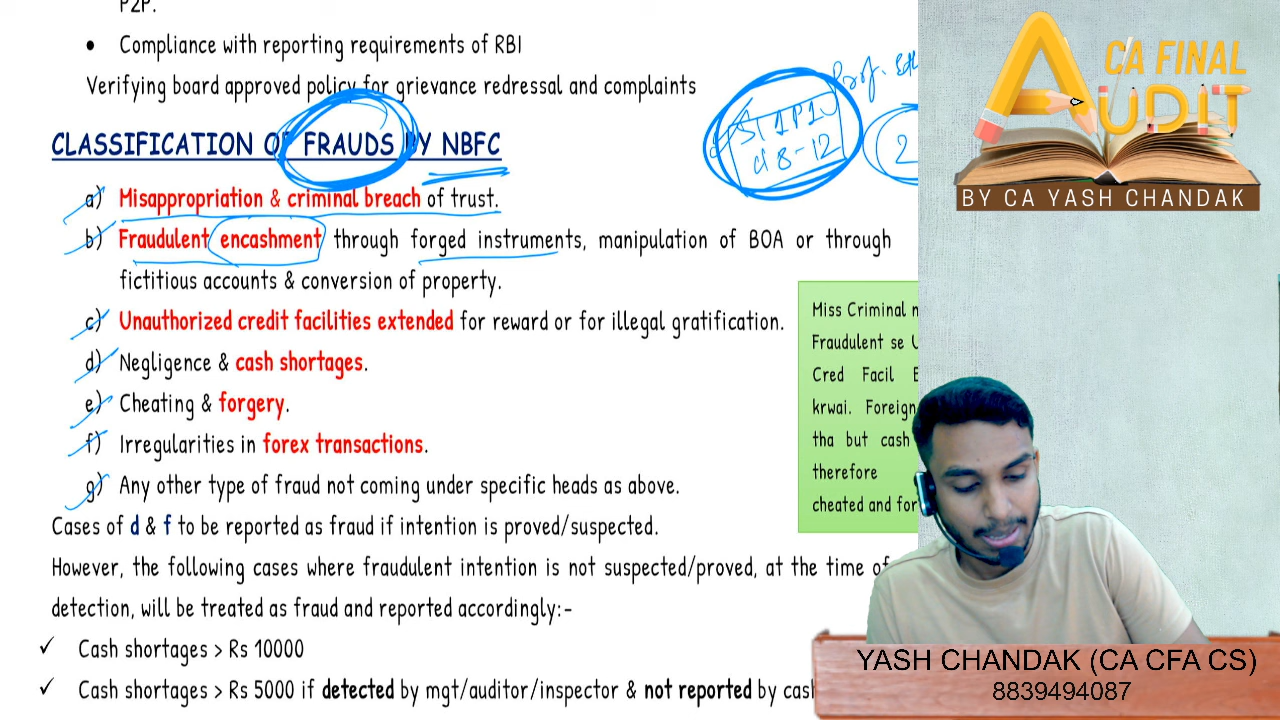 P2P.
• Compliance with reporting requirements of RBI
Verifying board approved policy for grievance redressal and complaints
CLASSIFICATION OF FRAUDS BY NBFC
a) Misappropriation & criminal breach of trust.
b) Fraudulent encashment through forged instruments, manipulation of BOA or through
fictitious accounts & conversion of property.
c) Unauthorized credit facilities extended for reward or for illegal gratification.
d) Negligence & cash shortages.
e) Cheating & forgery.
f) Irregularities in forex transactions.
g) Any other type of fraud not coming under specific heads as above.
Cases of d & f to be reported as fraud if intention is proved/suspected.
However, the following cases where fraudulent intention is not suspected/proved, at the time of
detection, will be treated as fraud and reported accordingly:-
✓ Cash shortages > Rs 10000
✓ Cash shortages > Rs 5000 if detected by mgt/auditor/inspector & not reported by
Prof.
8-12
2
Miss Criminal
Fraudulent se
Cred Facil
krwai. Foreign
tha but cash
therefore
cheated and
CA FINAL
AUDIT
BY CA YASH CHANDAK
YASH CHANDAK (CA CFA CS)
8839494087